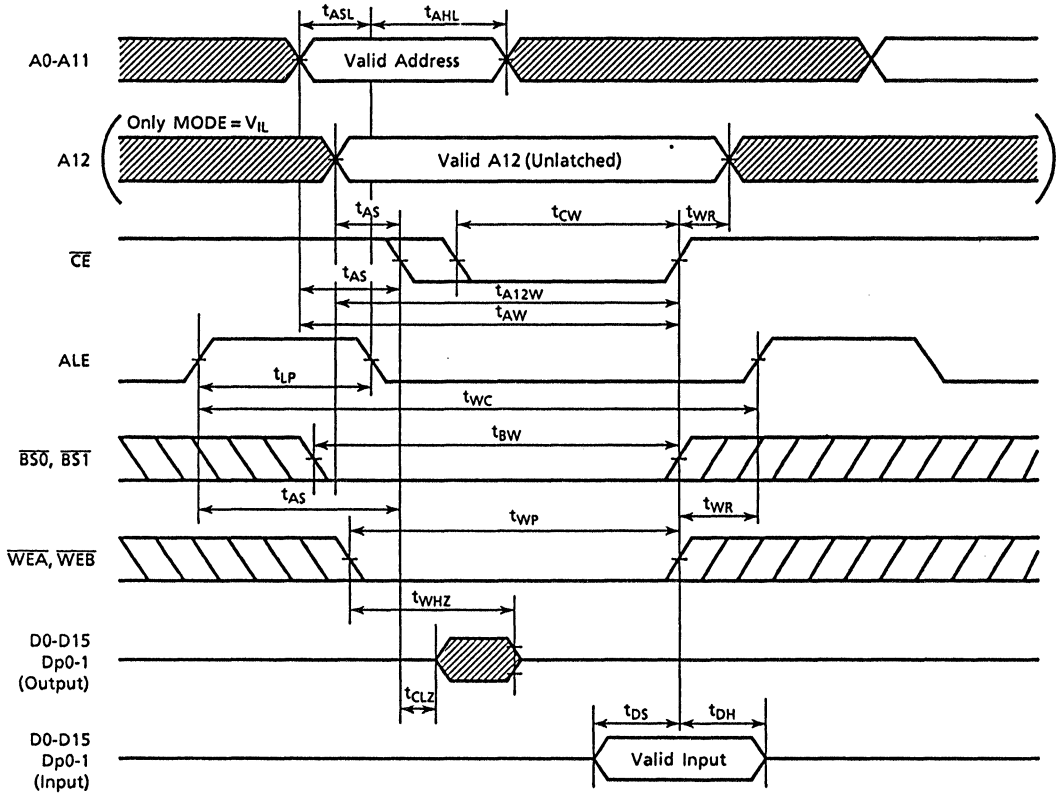 tASL tAHL
A0-A11 Valid Address
Only MODE = VIL
A12 Valid A12 (Unlatched)
tAS tCW tWR
CE
tAS tA12W
tAW
ALE
tLP
tWC
tBW
BS0, BS1
tAS tWR
tWP
WEA, WEB
tWHZ
D0-D15
Dp0-1
(Output)
tCLZ
tDS tDH
D0-D15
Dp0-1
(Input)
Valid Input